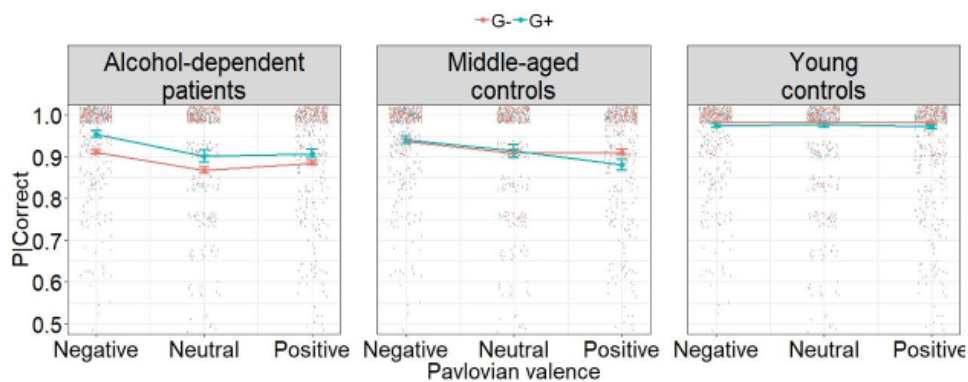 G- G+
Alcohol-dependent
patients
Middle-aged
controls
Young
controls
P|Correct
1.0
0.9
0.8
0.7
0.6
0.5
Negative Neutral Positive
Negative Neutral Positive
Negative Neutral Positive
Pavlovian valence